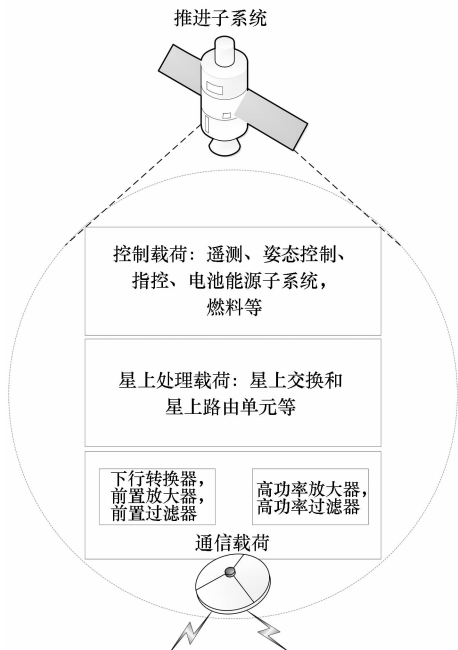 推进子系统
控制载荷：遥测、姿态控制、
指控、电池能源子系统，
燃料等
星上处理载荷：星上交换和
星上路由单元等
下行转换器，
前置放大器，
前置过滤器
高功率放大器，
高功率过滤器
通信载荷